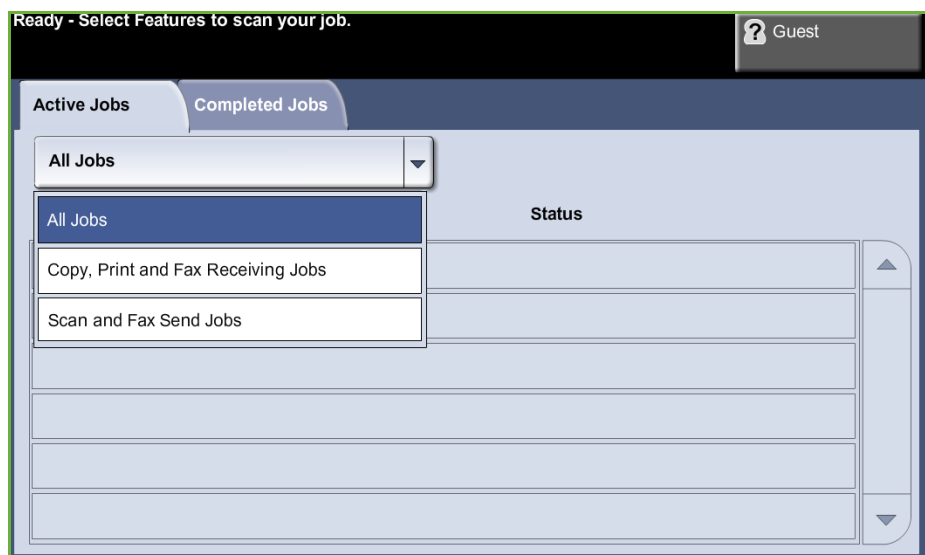 Ready - Select Features to scan your job.
? Guest
Active Jobs
Completed Jobs
All Jobs
Status
All Jobs
Copy, Print and Fax Receiving Jobs
Scan and Fax Send Jobs